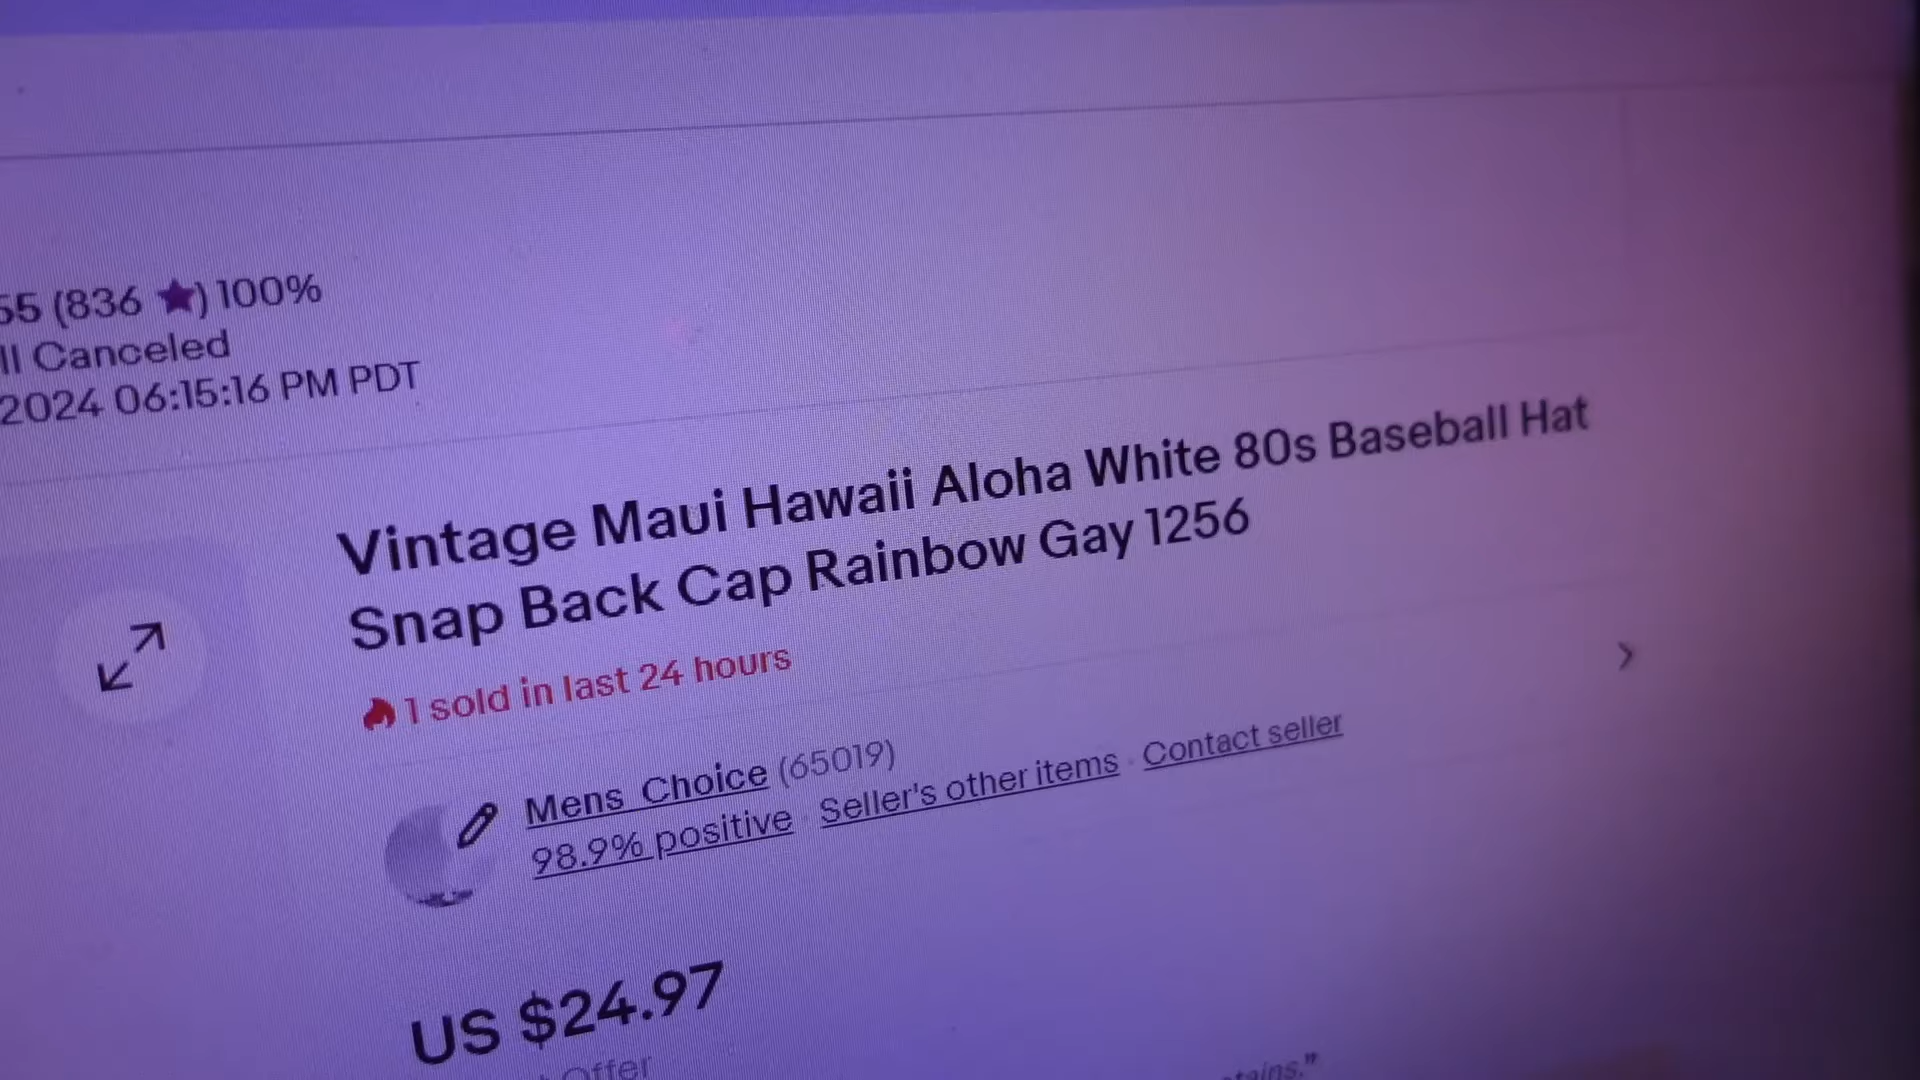 55 (836 ★) 100%
ll Canceled
2024 06:15:16 PM PDT
Vintage Maui Hawaii Aloha White 80s Baseball Hat
Snap Back Cap Rainbow Gay 1256
1 sold in last 24 hours
Mens_Choice (65019)
98.9% positive · Seller's other items · Contact seller
US $24.97
Offer